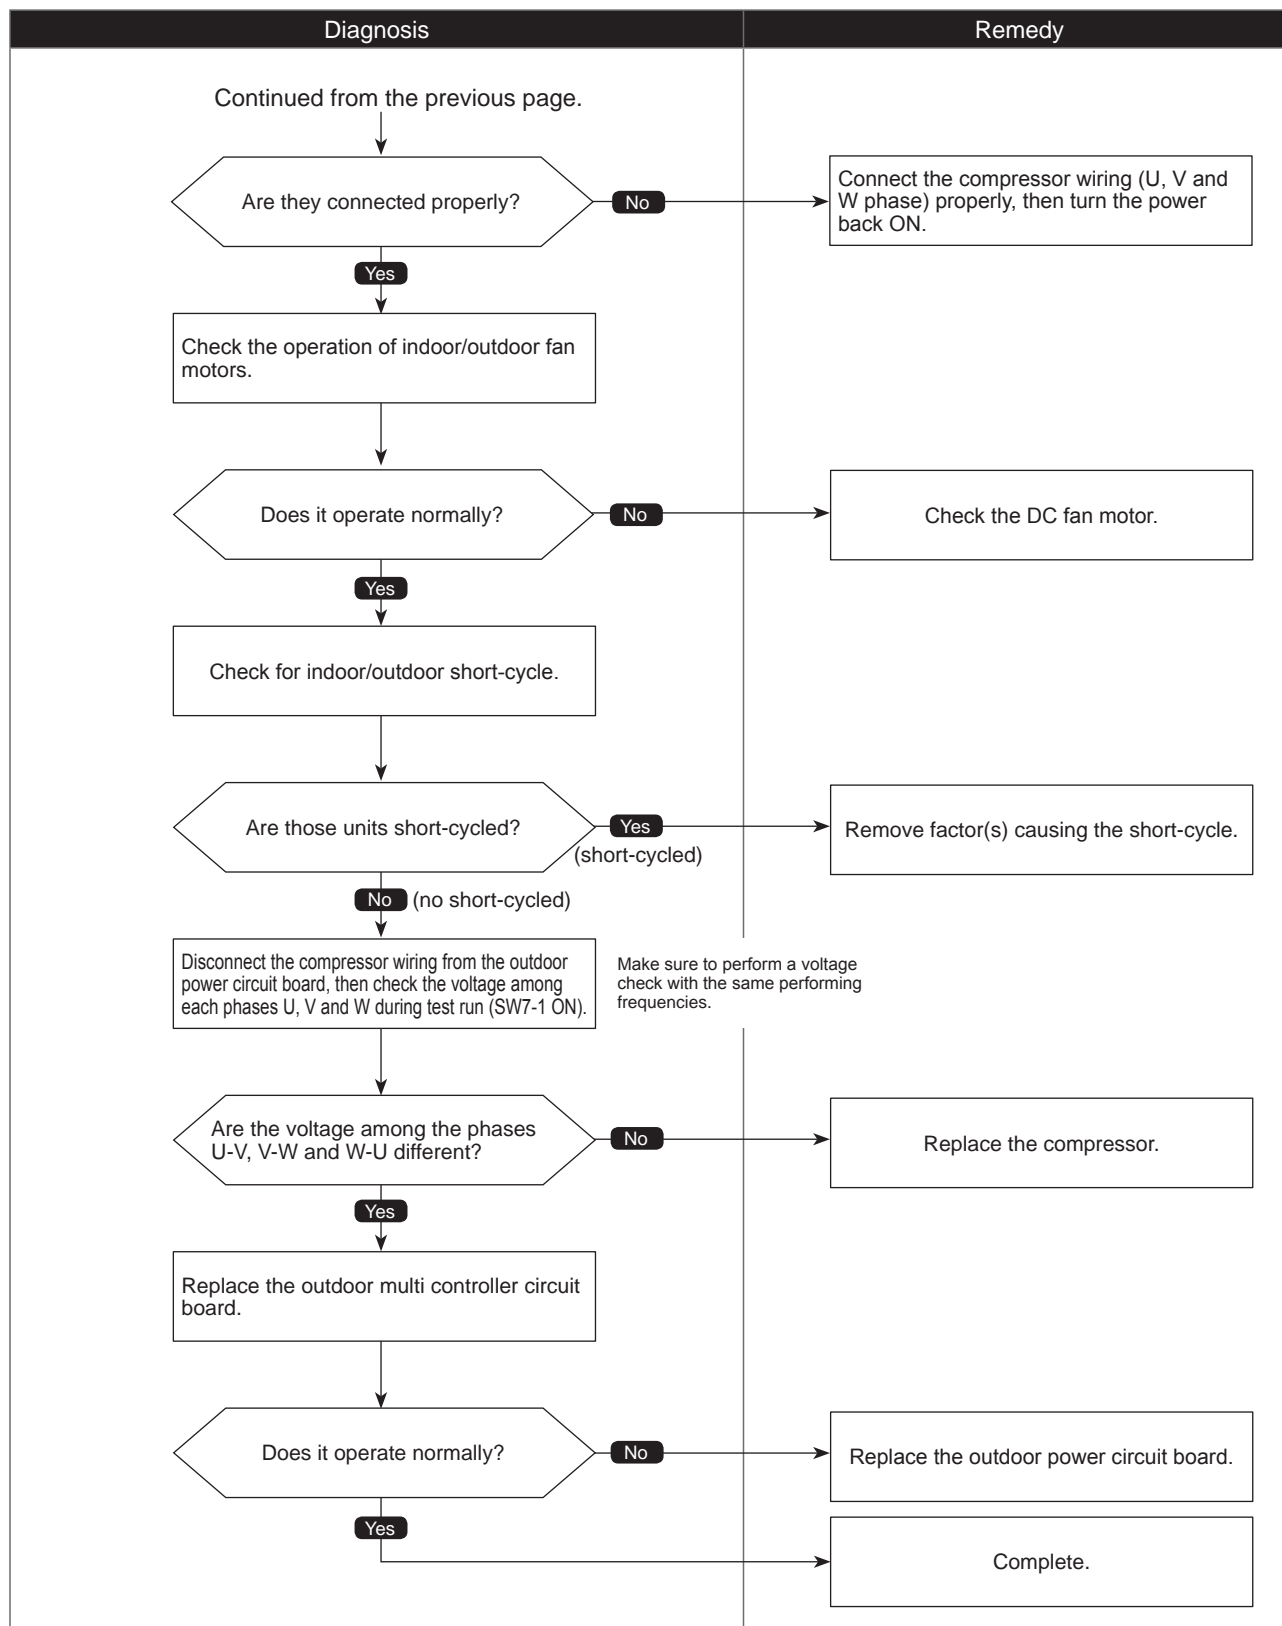 Diagnosis
Remedy
Continued from the previous page.
Are they connected properly?
No
Connect the compressor wiring (U, V and
W phase) properly, then turn the power
back ON.
Yes
Check the operation of indoor/outdoor fan
motors.
Does it operate normally?
No
Check the DC fan motor.
Yes
Check for indoor/outdoor short-cycle.
Are those units short-cycled?
Yes
(short-cycled)
Remove factor(s) causing the short-cycle.
No (no short-cycled)
Disconnect the compressor wiring from the outdoor
power circuit board, then check the voltage among
each phases U, V and W during test run (SW7-1 ON).
Make sure to perform a voltage
check with the same performing
frequencies.
Are the voltage among the phases
U-V, V-W and W-U different?
No
Replace the compressor.
Yes
Replace the outdoor multi controller circuit
board.
Does it operate normally?
No
Replace the outdoor power circuit board.
Yes
Complete.